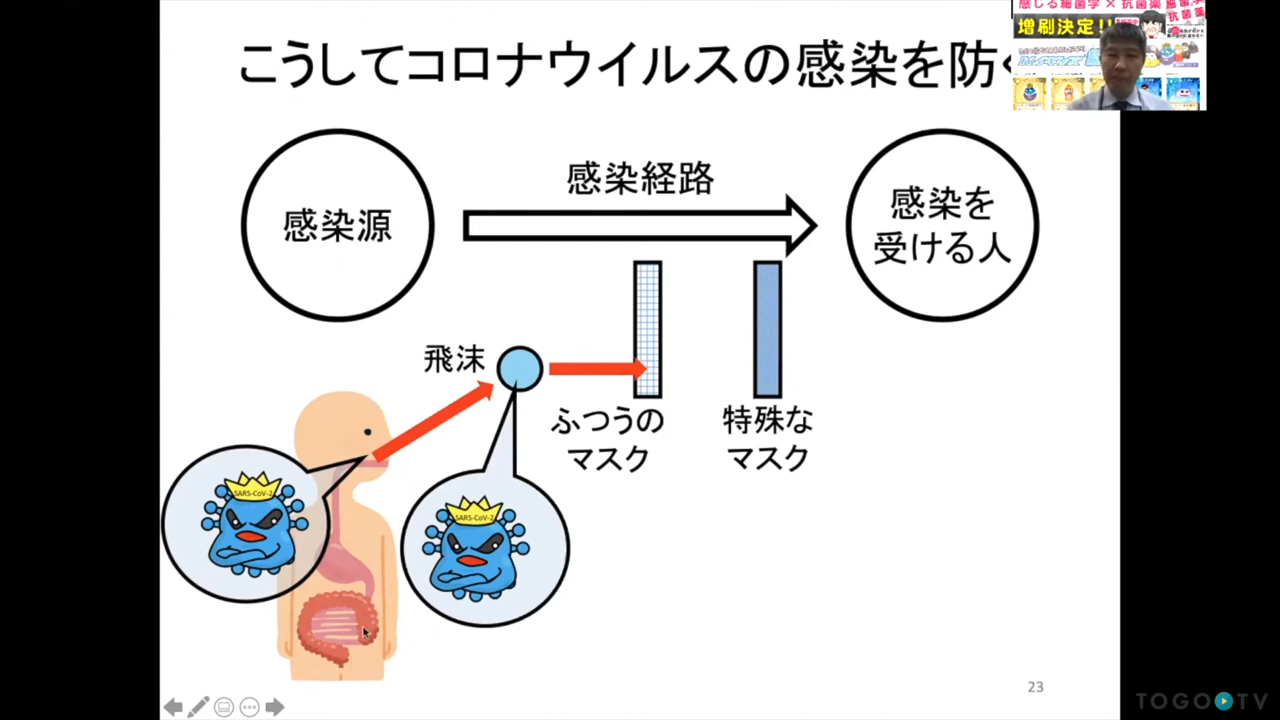 感じる細菌学×抗菌薬
増刷決定!!
こうしてコロナウイルスの感染を防ぐ
感染経路
感染源
感染を
受ける人
飛沫
ふつうの
マスク
特殊な
マスク
SARS-CoV-2
SARS-CoV-2
23
TOGO TV